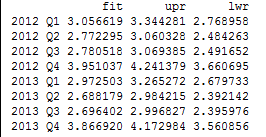 fit upr lwr
2012 Q1 3.056619 3.344281 2.768958
2012 Q2 2.772295 3.060328 2.484263
2012 Q3 2.780518 3.069385 2.491652
2012 Q4 3.951037 4.241379 3.660695
2013 Q1 2.972503 3.265272 2.679733
2013 Q2 2.688179 2.984215 2.392142
2013 Q3 2.696402 2.996827 2.395976
2013 Q4 3.866920 4.172984 3.560856